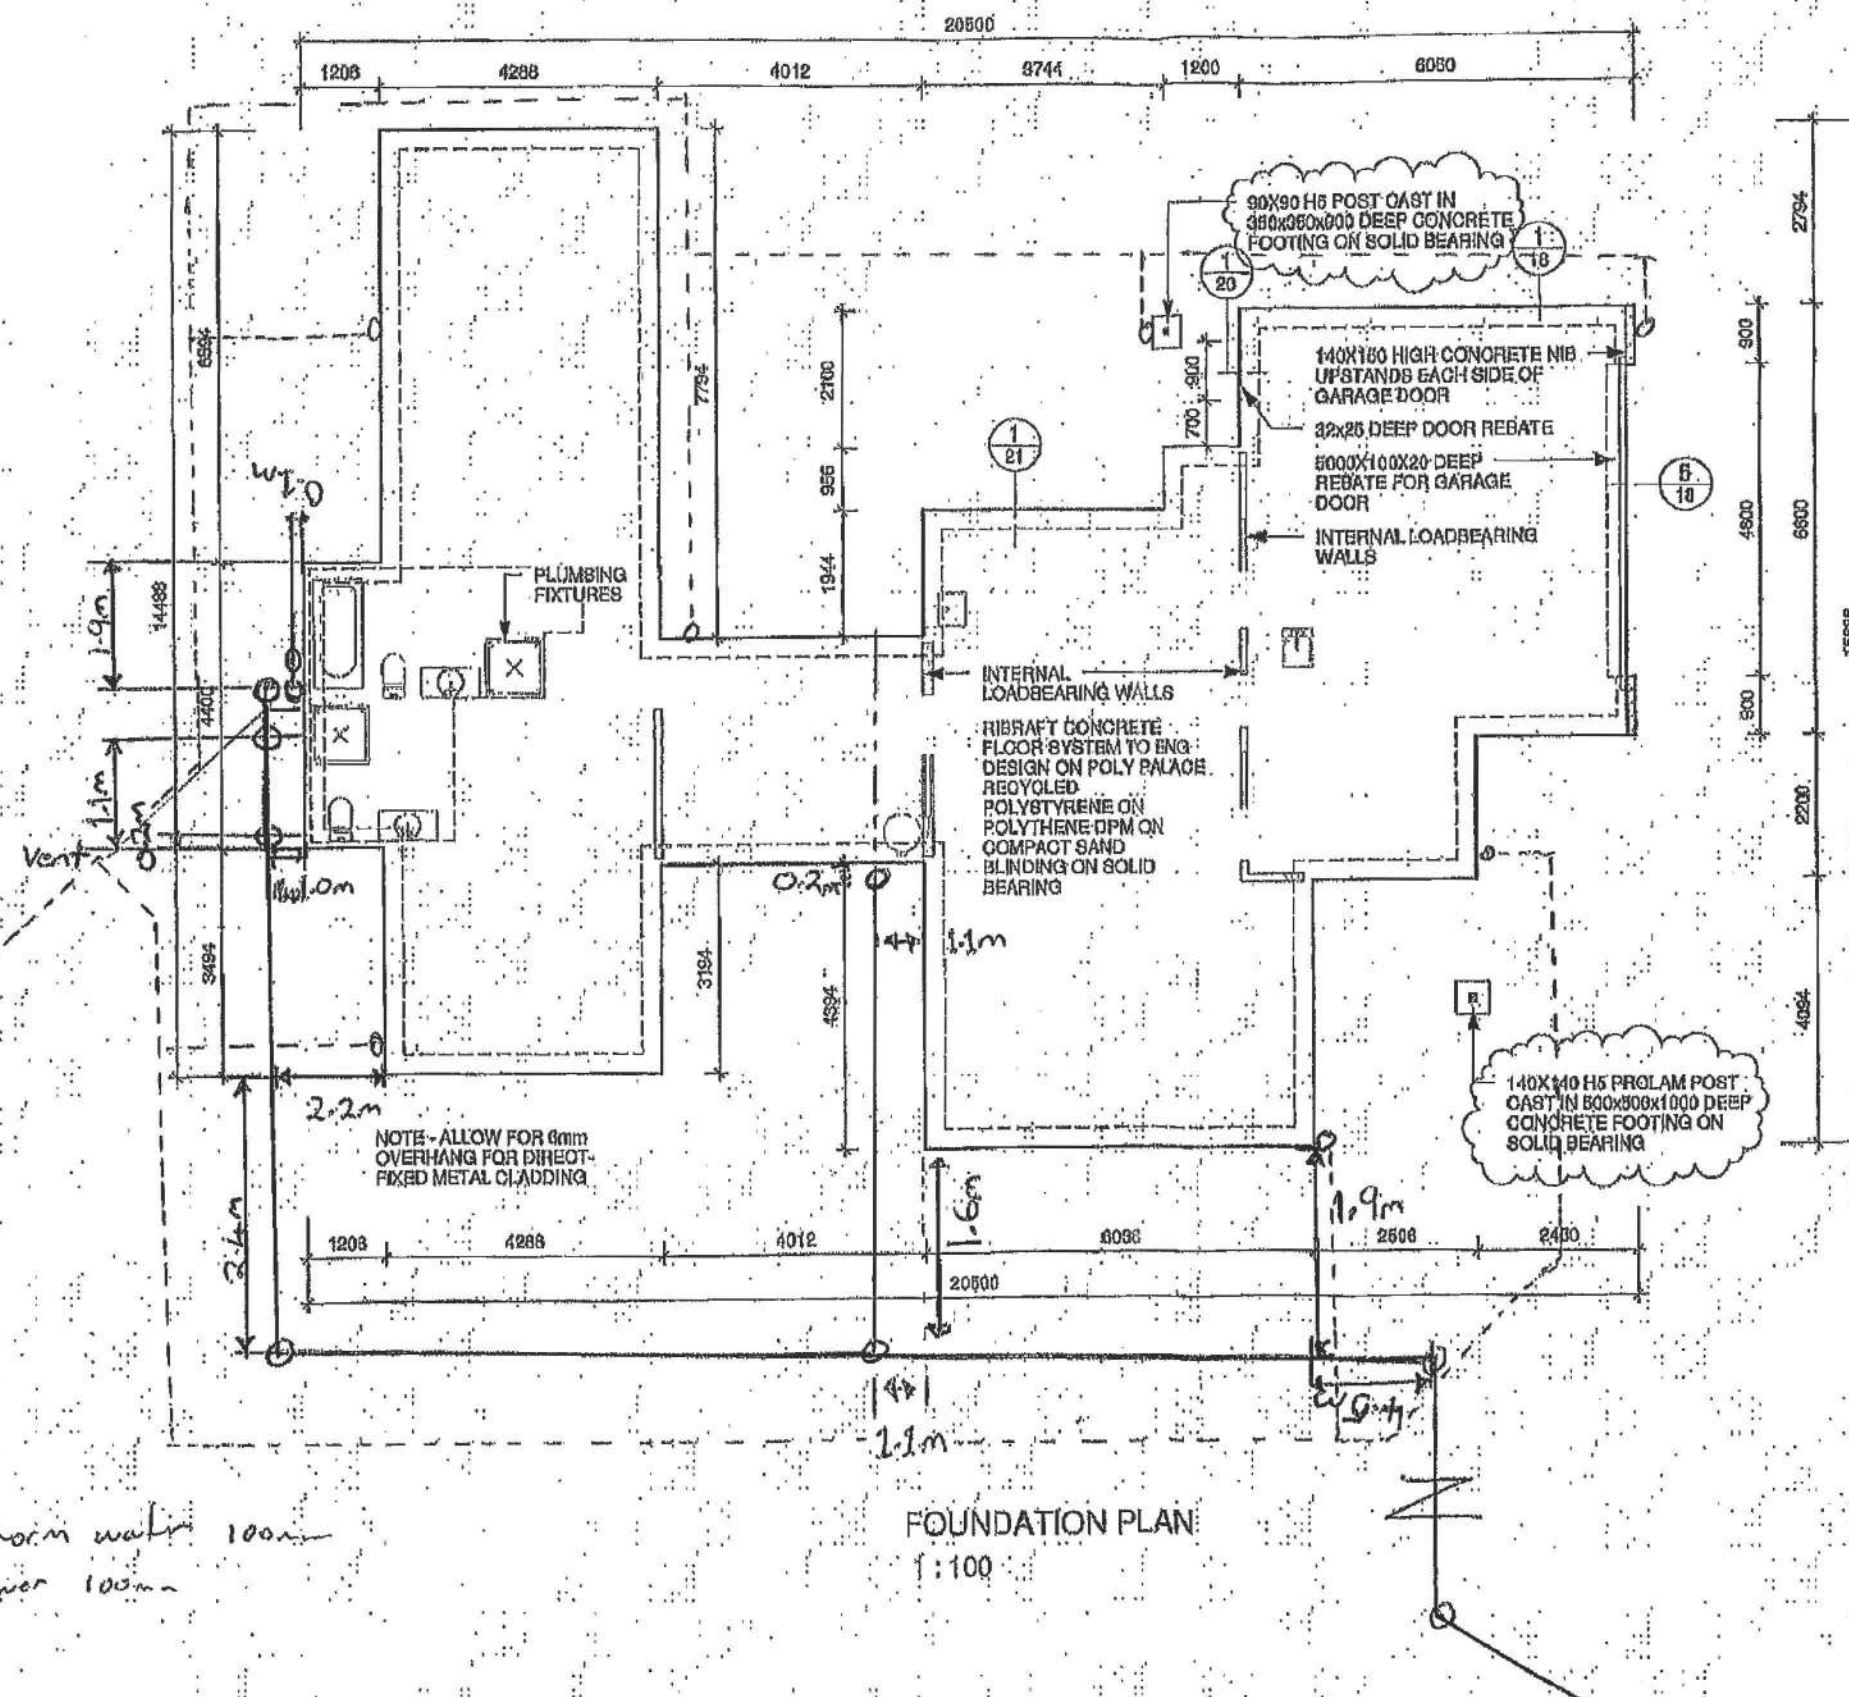 20500
1208 4288 4012 3744 1200 6060
90X90 H5 POST CAST IN
350x350x900 DEEP CONCRETE
FOOTING ON SOLID BEARING
1
18
1
20
2794
6594
7794
2100
900
700
956
1944
900
4800
6600
900
2200
4094
140X150 HIGH CONCRETE NIB
UPSTANDS EACH SIDE OF
GARAGE DOOR
32x25 DEEP DOOR REBATE
5000X100X20 DEEP
REBATE FOR GARAGE
DOOR
INTERNAL LOADBEARING
WALLS
1
21
14488
1.9m
PLUMBING
FIXTURES
4400
1.1m
INTERNAL
LOADBEARING WALLS
RIBRAFT CONCRETE
FLOOR SYSTEM TO ENG
DESIGN ON POLY PALACE
RECYCLED
POLYSTYRENE ON
POLYTHENE DPM ON
COMPACT SAND
BLINDING ON SOLID
BEARING
Vent
1.0m
0.2m
1.1m
3494
3194
4394
2.2m
NOTE - ALLOW FOR 6mm
OVERHANG FOR DIRECT-
FIXED METAL CLADDING
140X140 H5 PROLAM POST
CAST IN 500x500x1000 DEEP
CONCRETE FOOTING ON
SOLID BEARING
2.4m
1.6m
1.9m
1208 4288 4012 6036 2506 2430
20500
1.1m
FOUNDATION PLAN
1:100
100mm
100mm